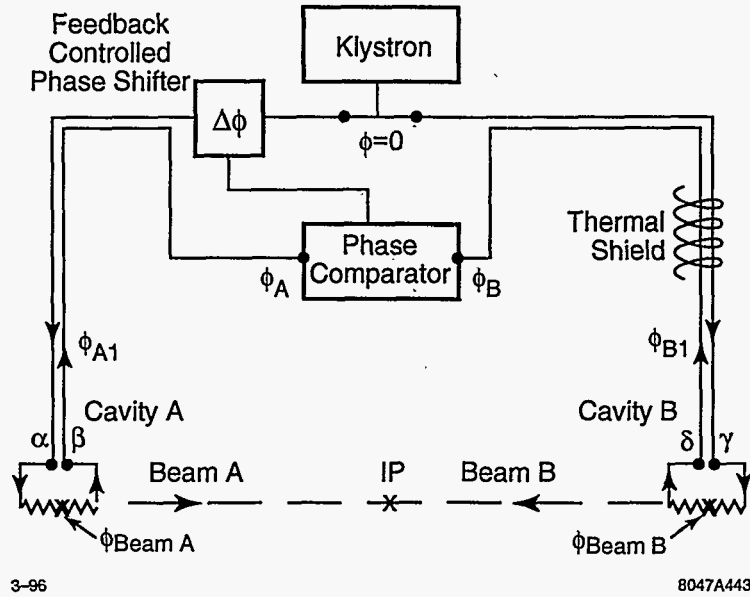 Feedback
Controlled
Phase Shifter
Klystron
Δϕ
ϕ=0
Thermal
Shield
Phase
Comparator
ϕA
ϕB
ϕA1
ϕB1
Cavity A
Cavity B
α β
δ γ
Beam A
IP
Beam B
ϕBeam A
ϕBeam B
3–96
8047A443